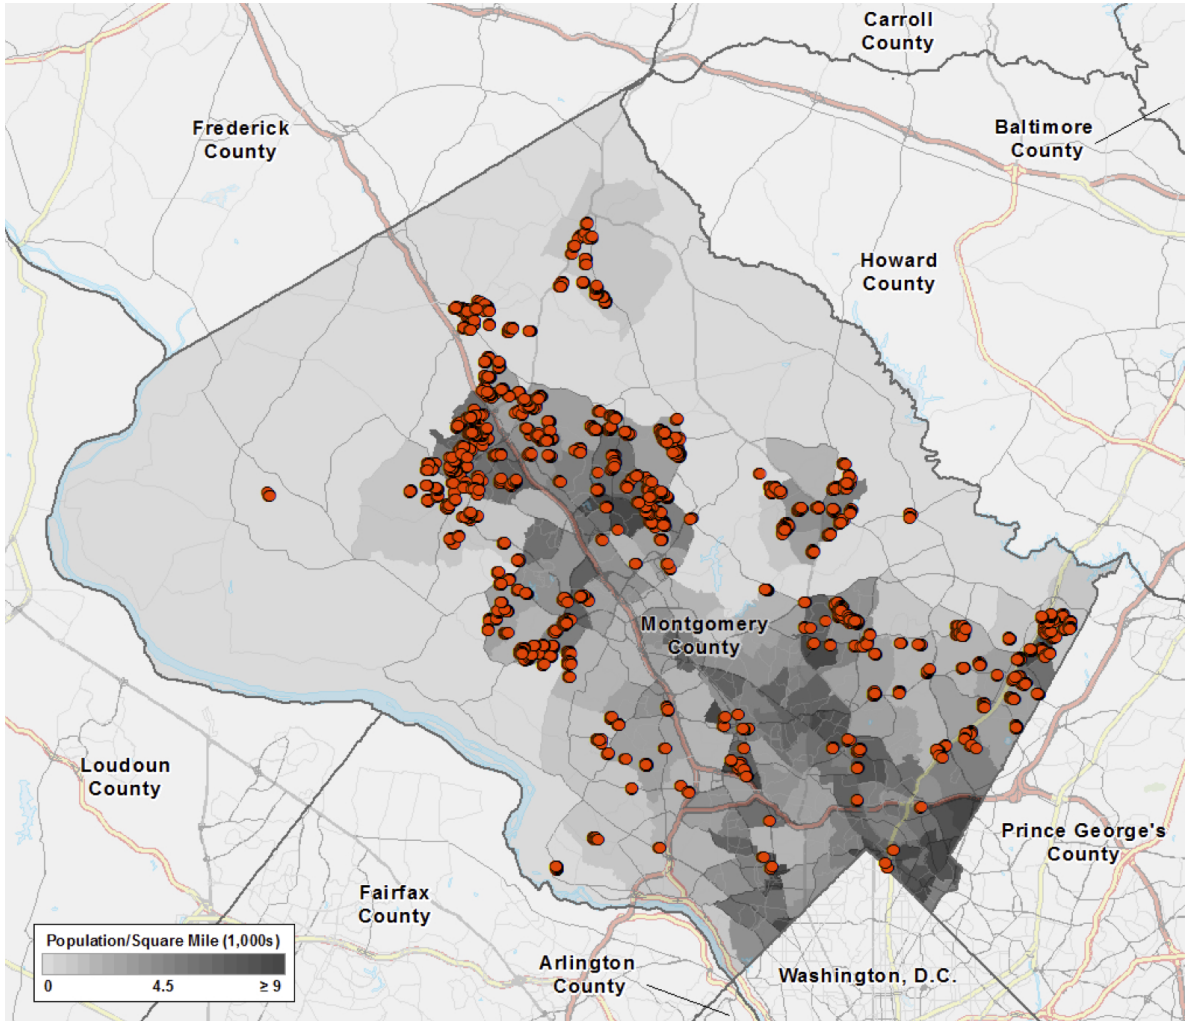 Carroll
County
Frederick
County
Baltimore
County
Howard
County
Montgomery
County
Loudoun
County
Prince George's
County
Fairfax
County
Population/Square Mile (1,000s)
0 4.5 ≥ 9
Arlington
County
Washington, D.C.